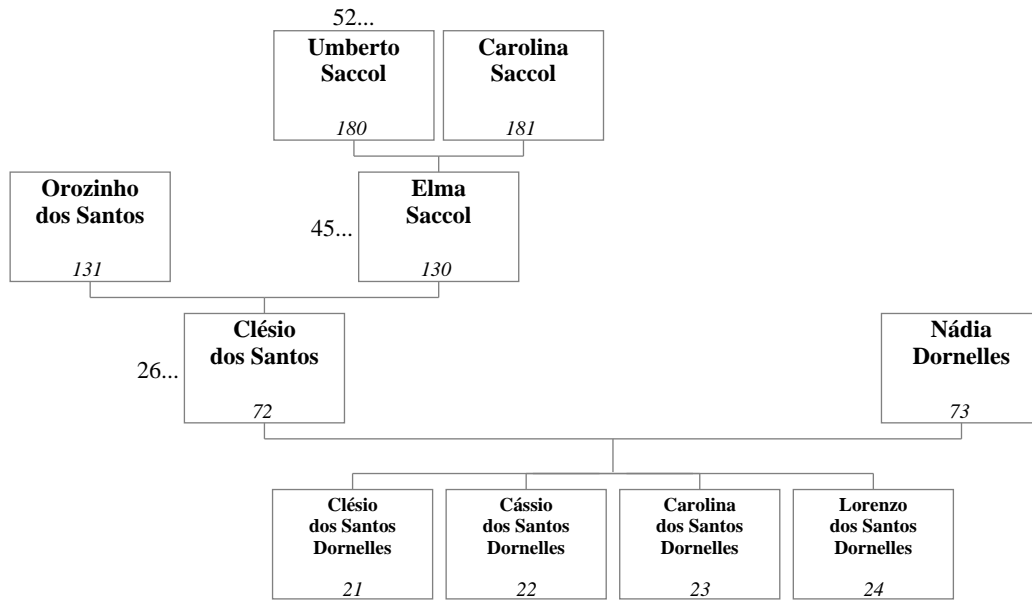 52...
Umberto
Saccol
180
Carolina
Saccol
181
Orozinho
dos Santos
131
45...
Elma
Saccol
130
26...
Clésio
dos Santos
72
Nádia
Dornelles
73
Clésio
dos Santos
Dornelles
21
Cássio
dos Santos
Dornelles
22
Carolina
dos Santos
Dornelles
23
Lorenzo
dos Santos
Dornelles
24